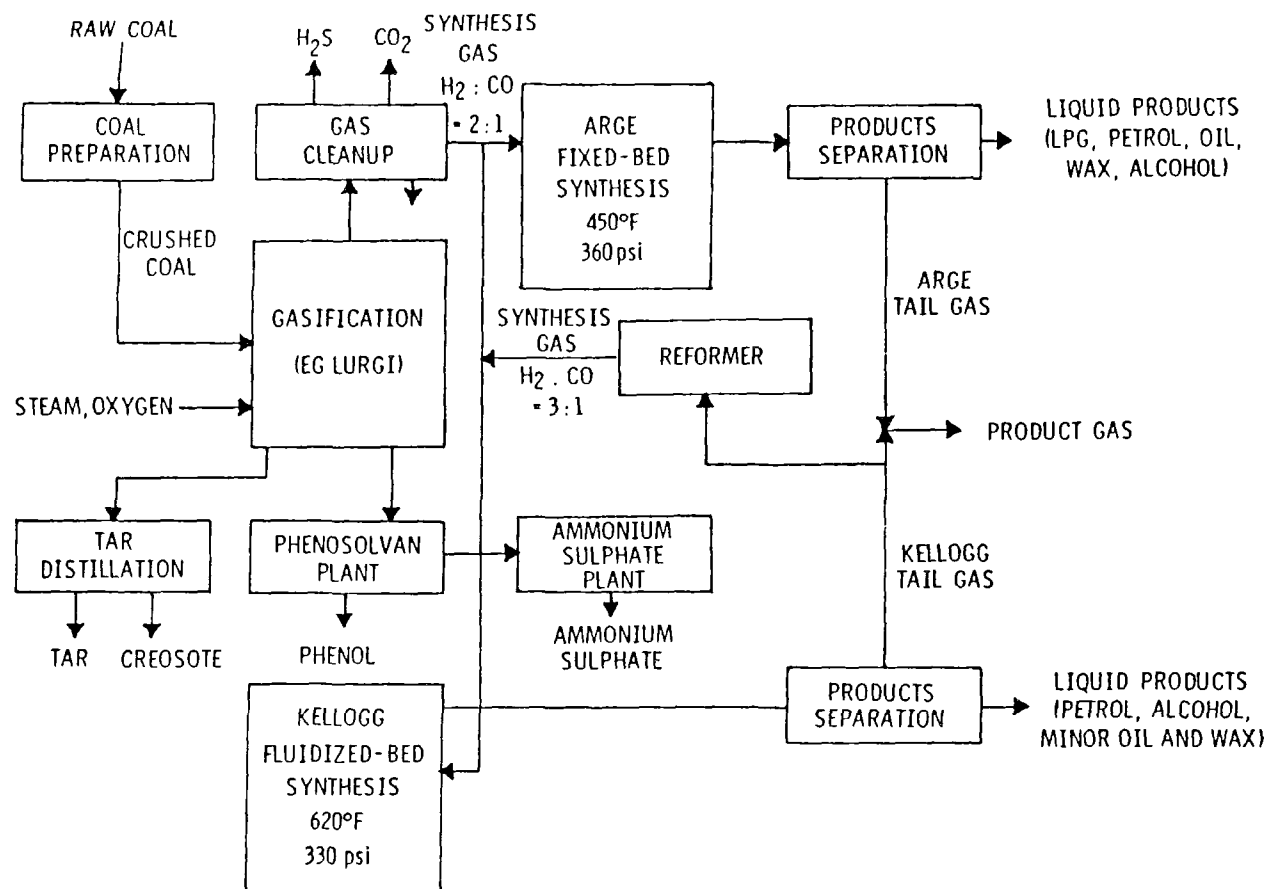 RAW COAL
H2S
CO2
SYNTHESIS
GAS
H2 : CO
= 2:1
COAL
PREPARATION
GAS
CLEANUP
ARGE
FIXED-BED
SYNTHESIS
450°F
360 psi
PRODUCTS
SEPARATION
LIQUID PRODUCTS
(LPG, PETROL, OIL,
WAX, ALCOHOL)
CRUSHED
COAL
GASIFICATION
(EG LURGI)
STEAM, OXYGEN
SYNTHESIS
GAS
H2 . CO
= 3:1
REFORMER
ARGE
TAIL GAS
PRODUCT GAS
TAR
DISTILLATION
PHENOSOLVAN
PLANT
AMMONIUM
SULPHATE
PLANT
KELLOGG
TAIL GAS
TAR
CREOSOTE
PHENOL
AMMONIUM
SULPHATE
KELLOGG
FLUIDIZED-BED
SYNTHESIS
620°F
330 psi
PRODUCTS
SEPARATION
LIQUID PRODUCTS
(PETROL, ALCOHOL,
MINOR OIL AND WAX)